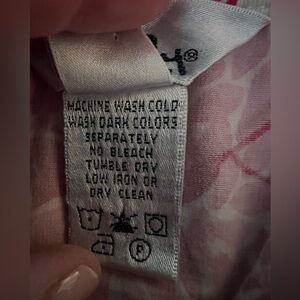 MACHINE WASH COLD
WASH DARK COLORS
SEPARATELY
NO BLEACH
TUMBLE DRY
LOW IRON OR
DRY CLEAN